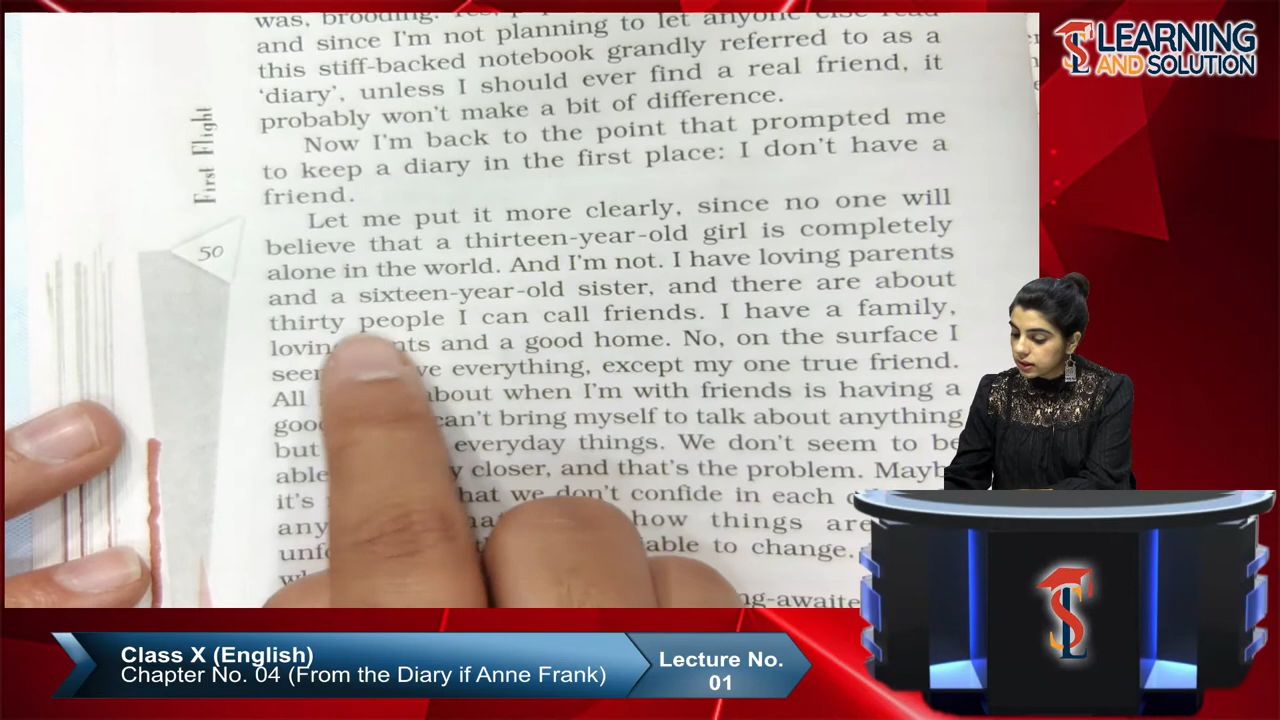 was, brooding.
and since I'm not planning to let anyone else read
this stiff-backed notebook grandly referred to as a
'diary', unless I should ever find a real friend, it
probably won't make a bit of difference.
Now I'm back to the point that prompted me
to keep a diary in the first place: I don't have a
friend.
Let me put it more clearly, since no one will
believe that a thirteen-year-old girl is completely
alone in the world. And I'm not. I have loving parents
and a sixteen-year-old sister, and there are about
thirty people I can call friends. I have a family,
and a good home. No, on the surface I
everything, except my one true friend.
All about when I'm with friends is having a
can't bring myself to talk about anything
but everyday things. We don't seem to be
able closer, and that's the problem.
it's we don't confide in each
how things are
to change.
First Flight
50
LEARNING
AND SOLUTION
Class X (English)
Chapter No. 04 (From the Diary if Anne Frank)
Lecture No.
01